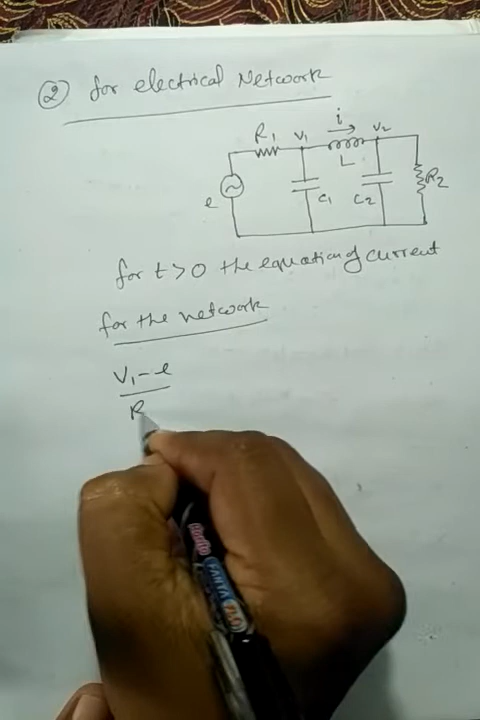 ② for electrical Network
R1 V1 i V2
L
e C1 C2 R2
for t > 0 the equation of current
for the network
V1 - e
R